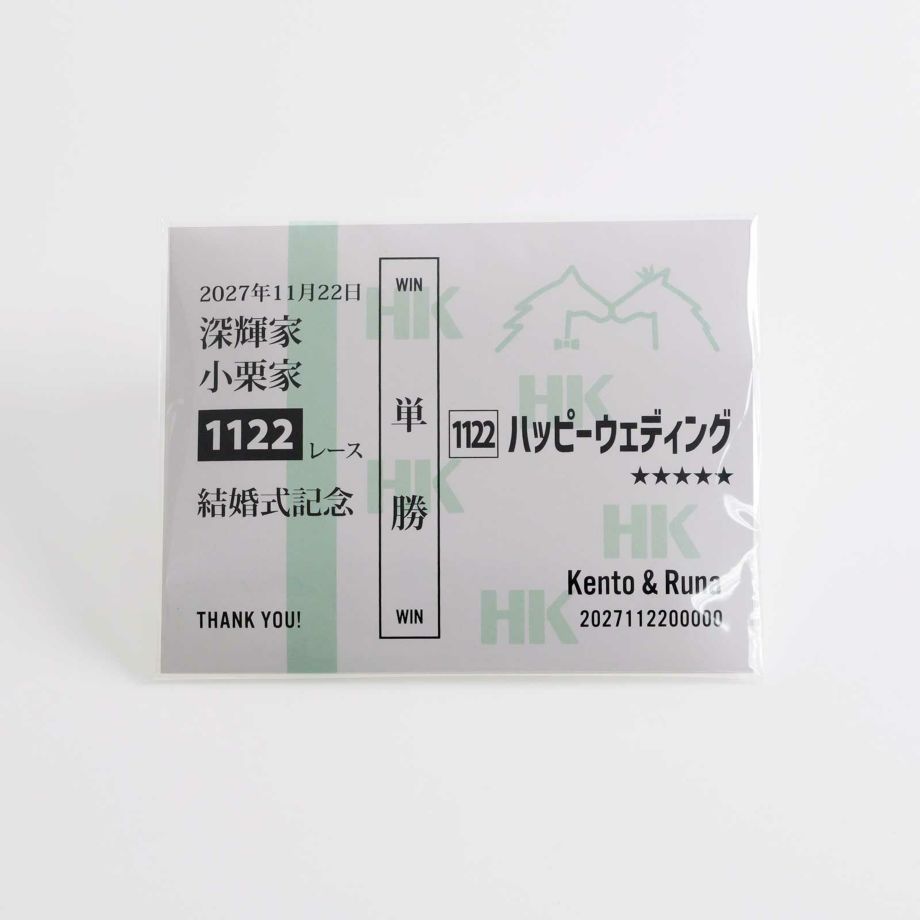 2027年11月22日
深輝家
小栗家
1122 レース
結婚式記念
THANK YOU!
WIN
単勝
WIN
HK
HK
HK
HK
HK
1122 ハッピーウェディング
★★★★★
Kento & Runa
2027112200000